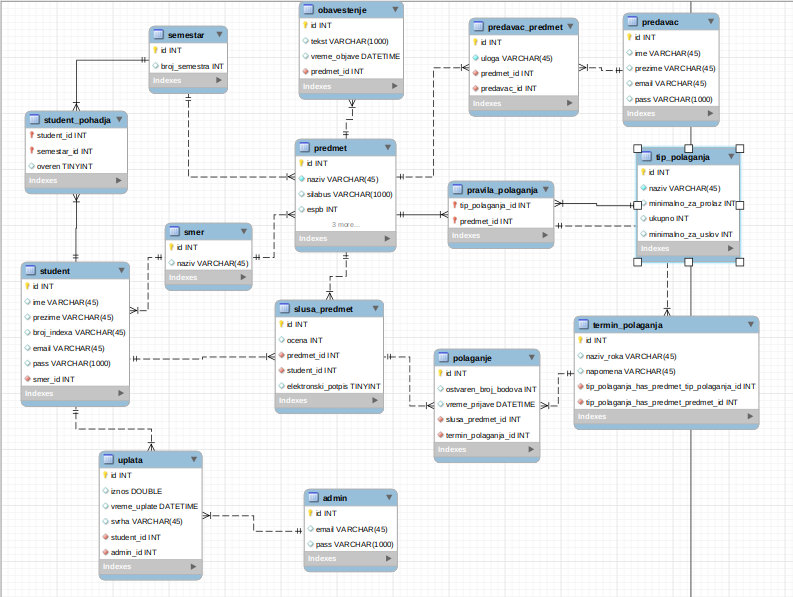 semestar
id INT
broj_semestra INT
Indexes
obavestenje
id INT
tekst VARCHAR(1000)
vreme_objave DATETIME
predmet_id INT
Indexes
predavac_predmet
id INT
uloga VARCHAR(45)
predmet_id INT
predavac_id INT
Indexes
predavac
id INT
ime VARCHAR(45)
prezime VARCHAR(45)
email VARCHAR(45)
pass VARCHAR(1000)
Indexes
student_pohadja
student_id INT
semestar_id INT
overen TINYINT
Indexes
predmet
id INT
naziv VARCHAR(45)
silabus VARCHAR(1000)
espb INT
3 more...
Indexes
pravila_polaganja
tip_polaganja_id INT
predmet_id INT
Indexes
tip_polaganja
id INT
naziv VARCHAR(45)
minimalno_za_prolaz INT
ukupno INT
minimalno_za_uslov INT
Indexes
smer
id INT
naziv VARCHAR(45)
Indexes
student
id INT
ime VARCHAR(45)
prezime VARCHAR(45)
broj_indexa VARCHAR(45)
email VARCHAR(45)
pass VARCHAR(1000)
smer_id INT
Indexes
slusa_predmet
id INT
ocena INT
predmet_id INT
student_id INT
elektronski_potpis TINYINT
Indexes
polaganje
id INT
ostvaren_broj_bodova INT
vreme_prijave DATETIME
slusa_predmet_id INT
termin_polaganja_id INT
Indexes
termin_polaganja
id INT
naziv_roka VARCHAR(45)
napomena VARCHAR(45)
tip_polaganja_has_predmet_tip_polaganja_id INT
tip_polaganja_has_predmet_predmet_id INT
Indexes
uplata
id INT
iznos DOUBLE
vreme_uplate DATETIME
svrha VARCHAR(45)
student_id INT
admin_id INT
Indexes
admin
id INT
email VARCHAR(45)
pass VARCHAR(1000)
Indexes